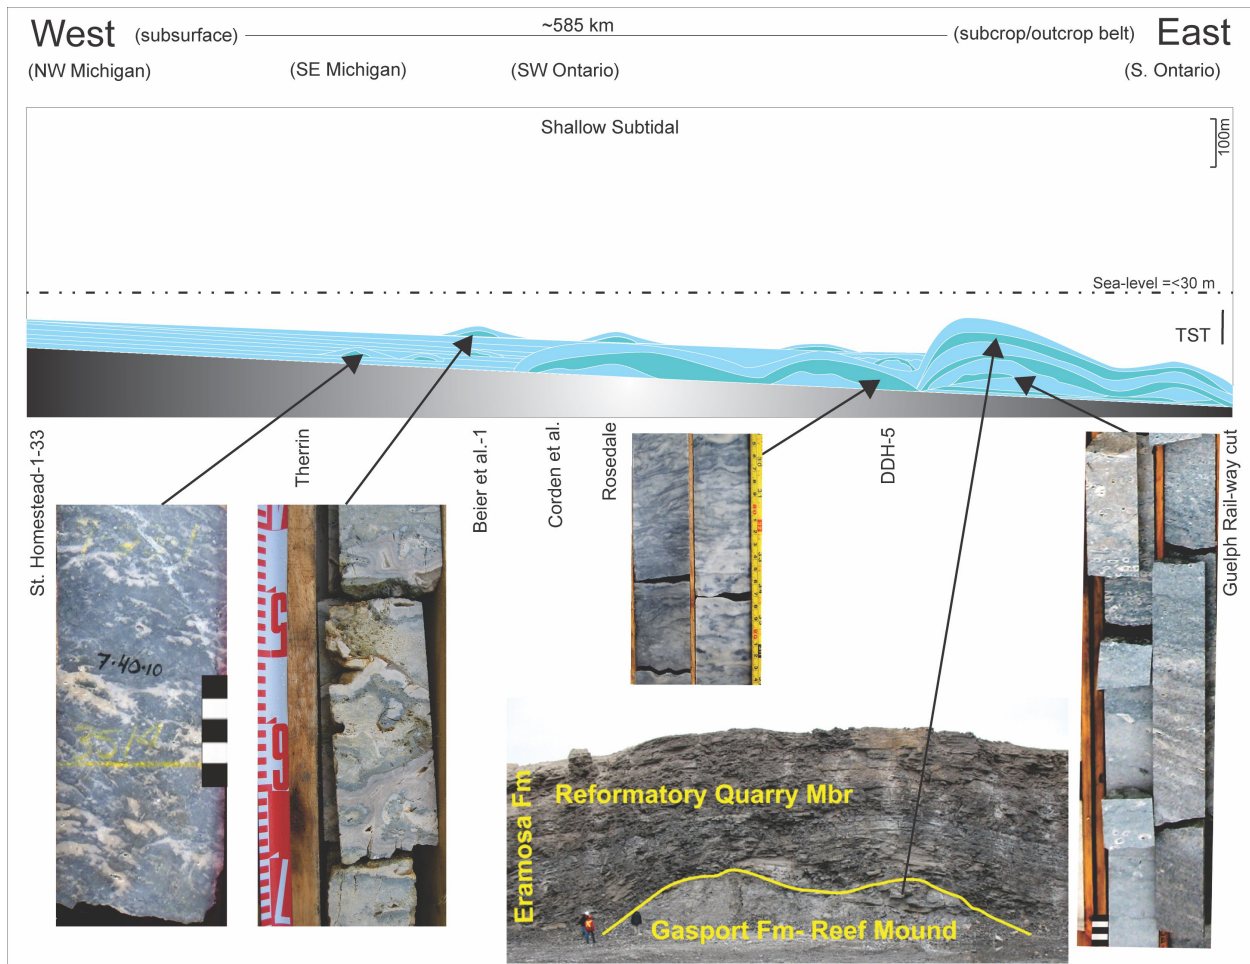 West (subsurface) ~585 km (subcrop/outcrop belt) East
(NW Michigan) (SE Michigan) (SW Ontario) (S. Ontario)
Shallow Subtidal
100m
Sea-level =<30 m
TST
St. Homestead-1-33
Therrin
Beier et al.-1
Corden et al.
Rosedale
DDH-5
Guelph Rail-way cut
7·40·10
Eramosa Fm
Reformatory Quarry Mbr
Gasport Fm- Reef Mound